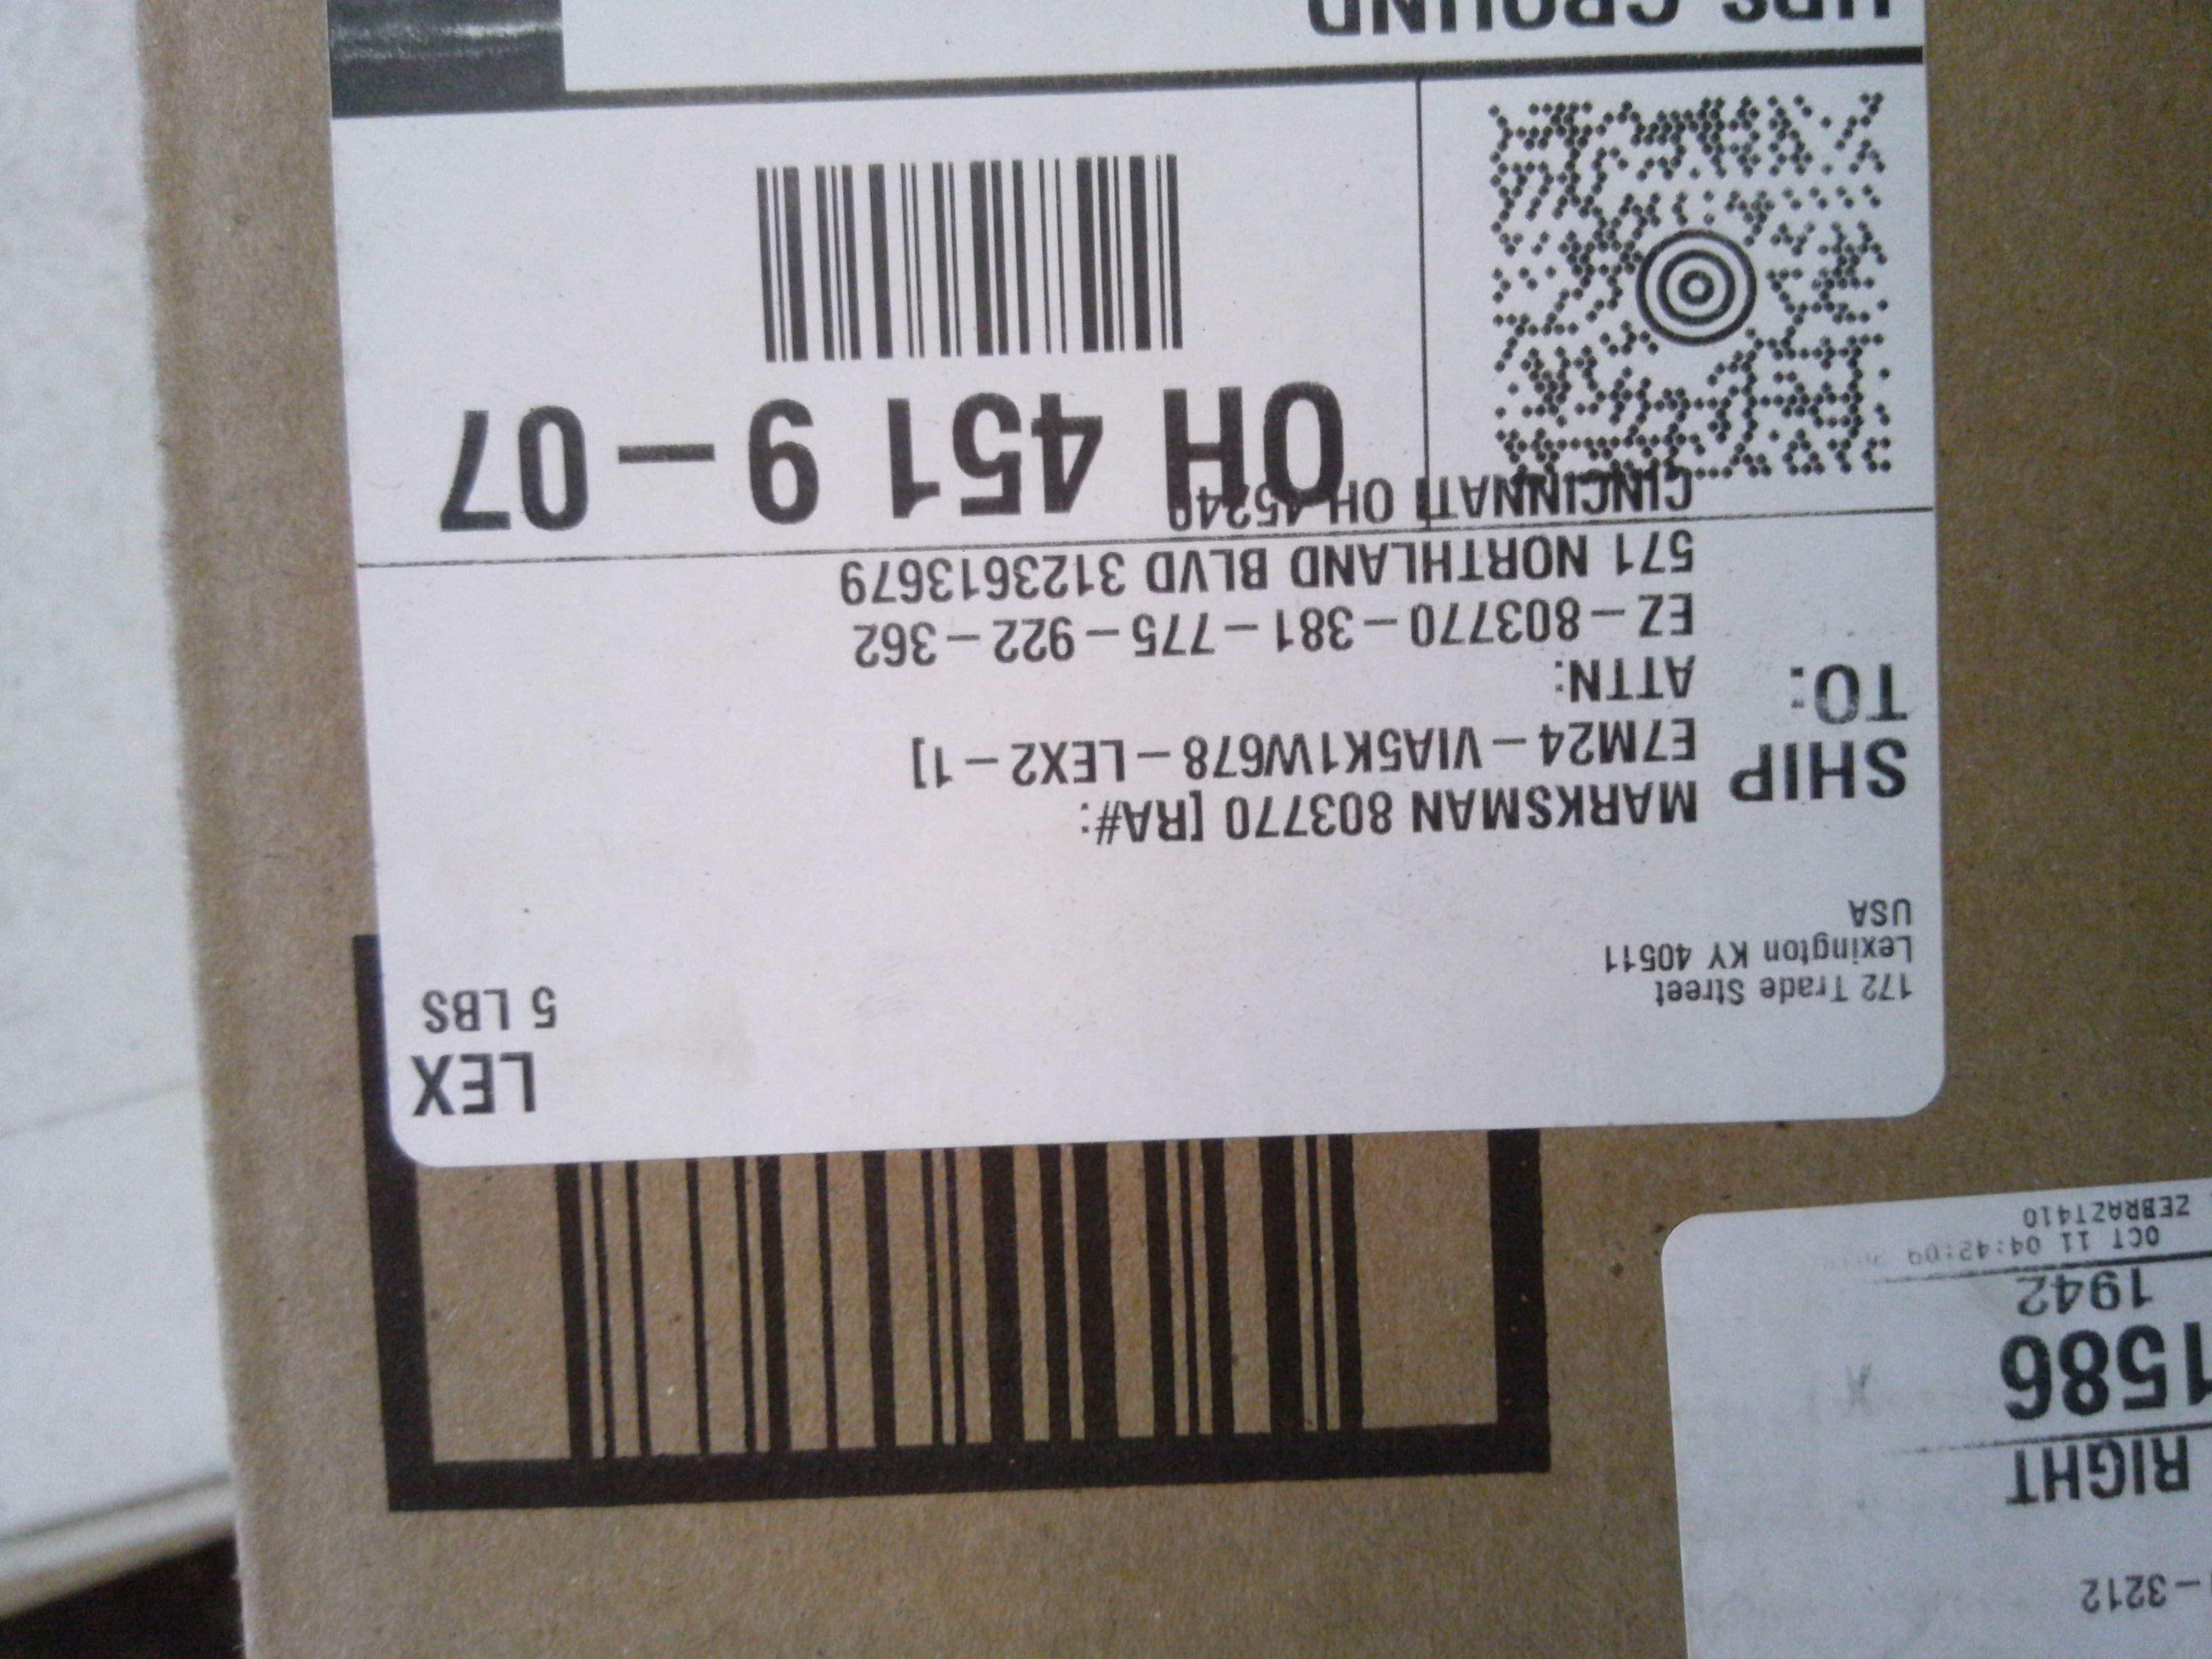 LEX
5 LBS
172 Trade Street
Lexington KY 40511
USA
SHIP
TO:
MARKSMAN 803770 [RA#:
E7M24-VIA5K1W678-LEX2-1]
ATTN:
EZ-803770-381-775-922-362
571 NORTHLAND BLVD 3123613679
CINCINNATI OH 45240
OH 451 9-07
UPS GROUND
-3212
RIGHT
1586
1942
OCT 11 04:42:09
ZEBRAZT410